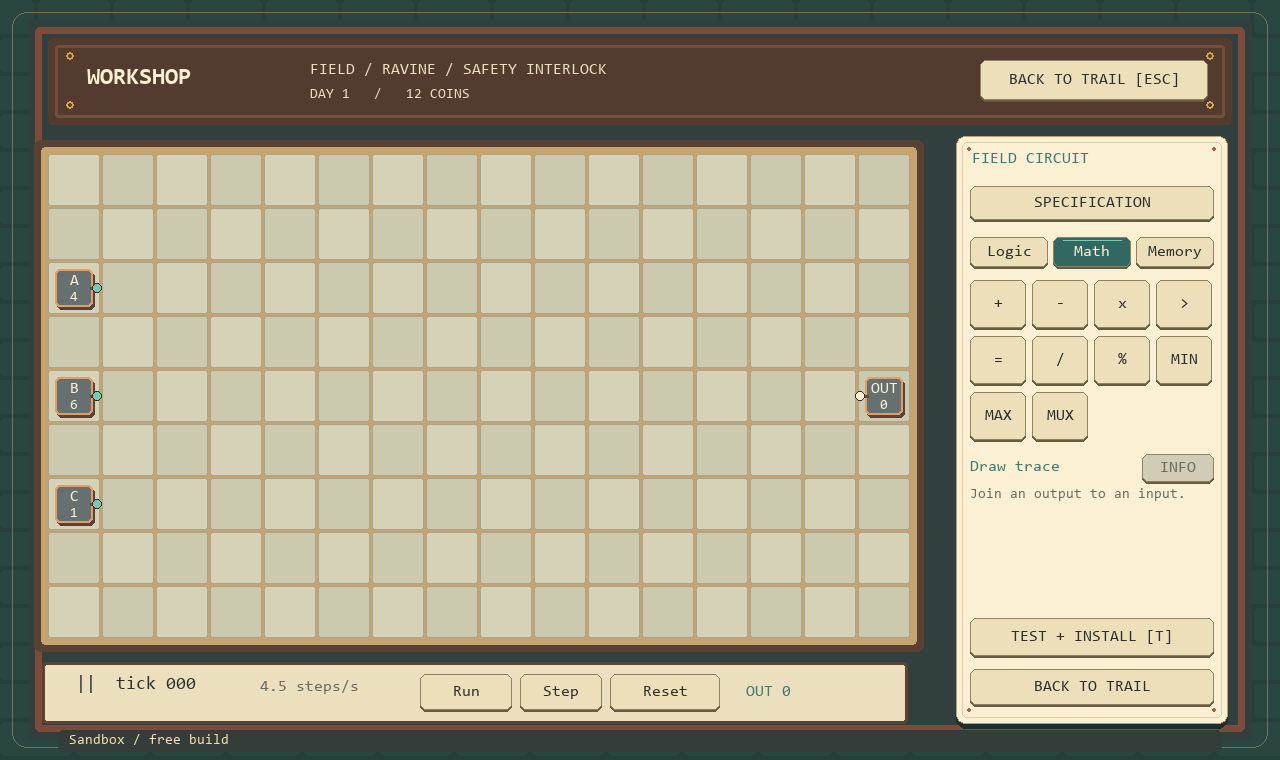 WORKSHOP
FIELD / RAVINE / SAFETY INTERLOCK
DAY 1 / 12 COINS
BACK TO TRAIL [ESC]
FIELD CIRCUIT
SPECIFICATION
Logic Math Memory
+ - x >
= / % MIN
MAX MUX
Draw trace INFO
Join an output to an input.
TEST + INSTALL [T]
BACK TO TRAIL
A
4
B
6
C
1
OUT
0
|| tick 000 4.5 steps/s Run Step Reset OUT 0
Sandbox / free build